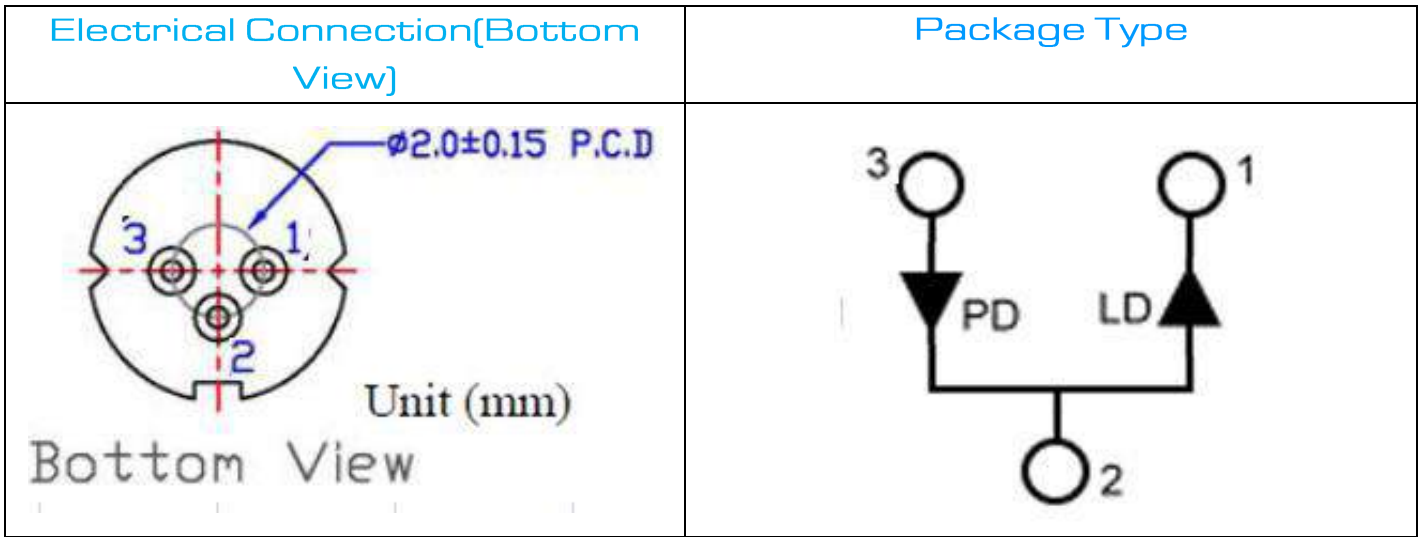 Electrical Connection(Bottom
View)
Package Type
ø2.0±0.15 P.C.D
3
1
2
Unit (mm)
Bottom View
3
1
PD
LD
2